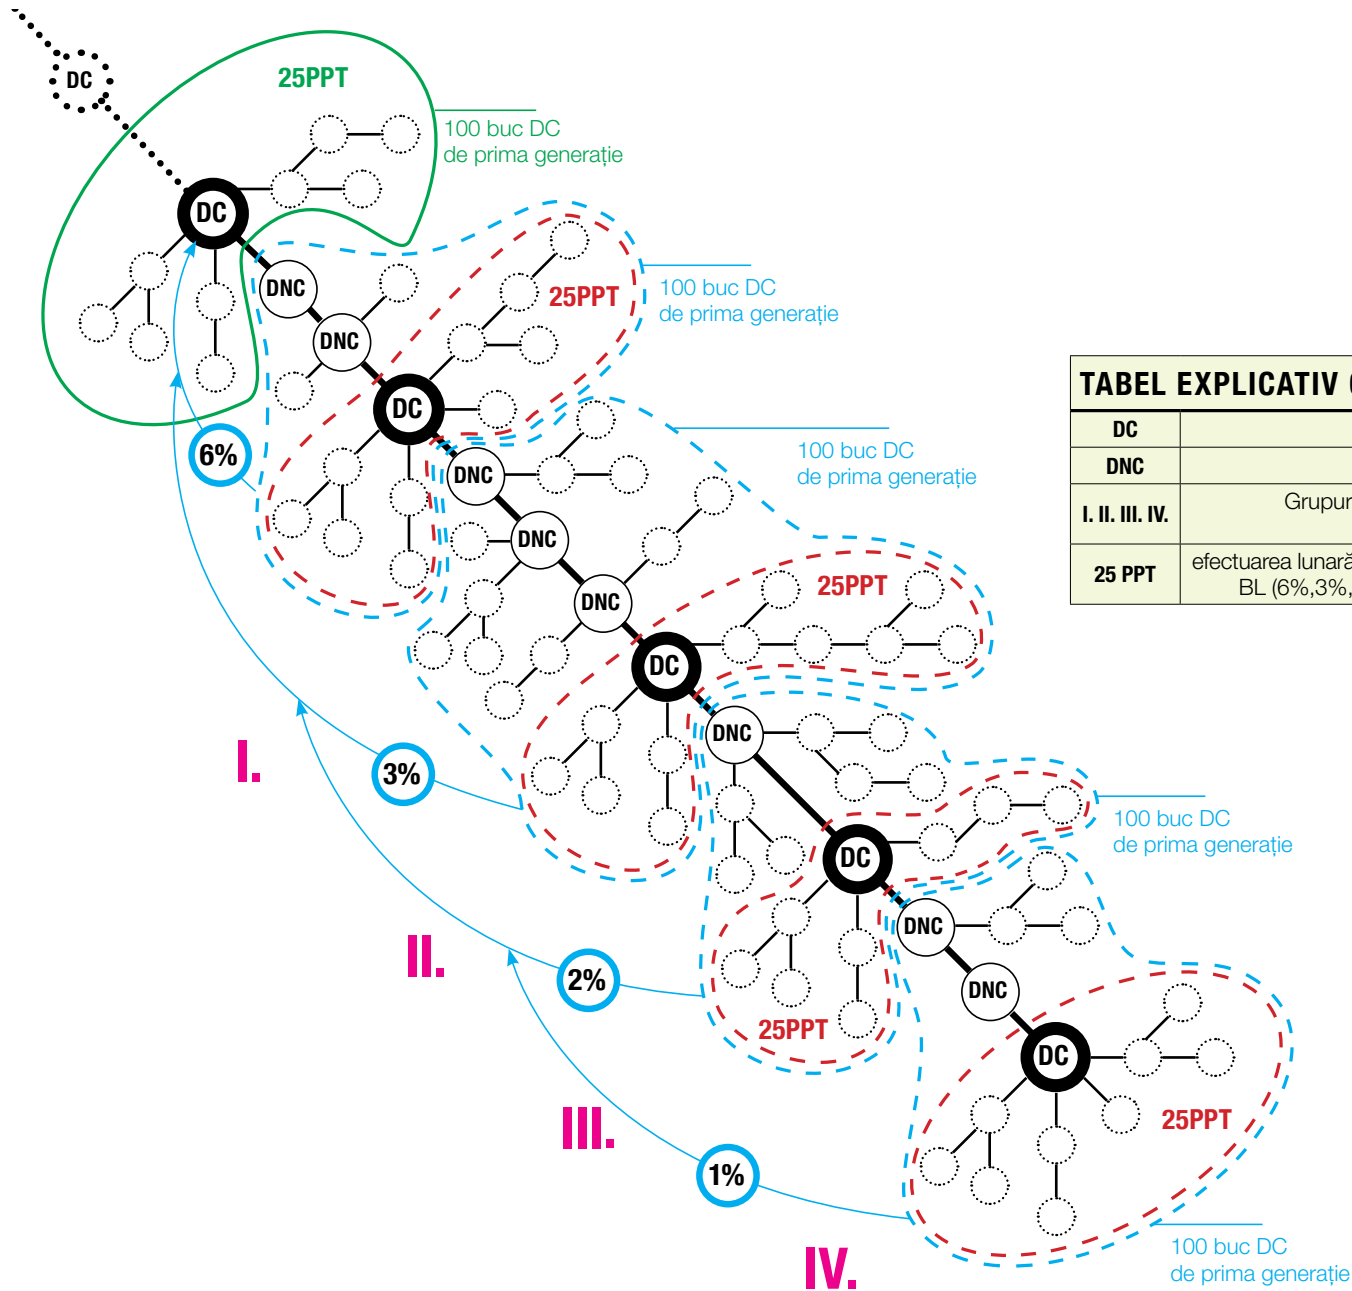 DC
25PPT
100 buc DC
de prima generație
DC
DNC
25PPT
100 buc DC
de prima generație
DNC
DC
6%
100 buc DC
de prima generație
DNC
DNC
25PPT
DNC
DC
DNC
I.
3%
100 buc DC
de prima generație
DC
DNC
II.
2%
DNC
25PPT
DC
25PPT
III.
1%
100 buc DC
de prima generație
IV.
TABEL EXPLICATIV
DC
DNC
I. II. III. IV.
Grupur
25 PPT
efectuarea lunară
BL (6%,3%,